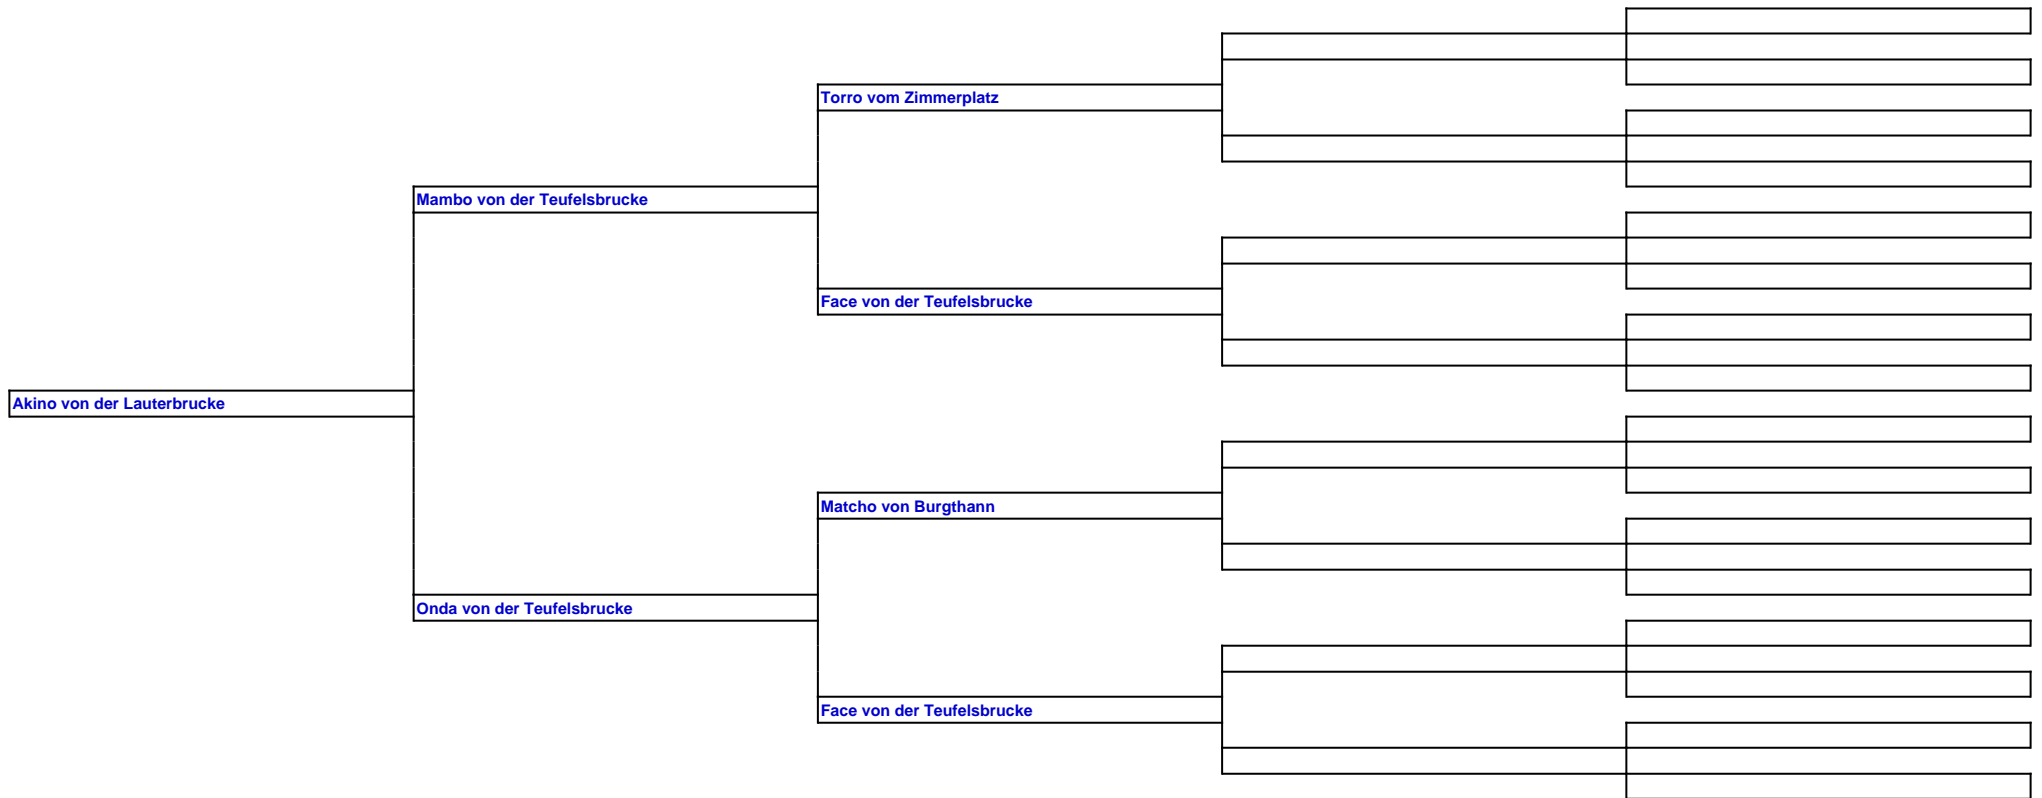 Torro vom Zimmerplatz
Mambo von der Teufelsbrucke
Face von der Teufelsbrucke
Akino von der Lauterbrucke
Matcho von Burgthann
Onda von der Teufelsbrucke
Face von der Teufelsbrucke